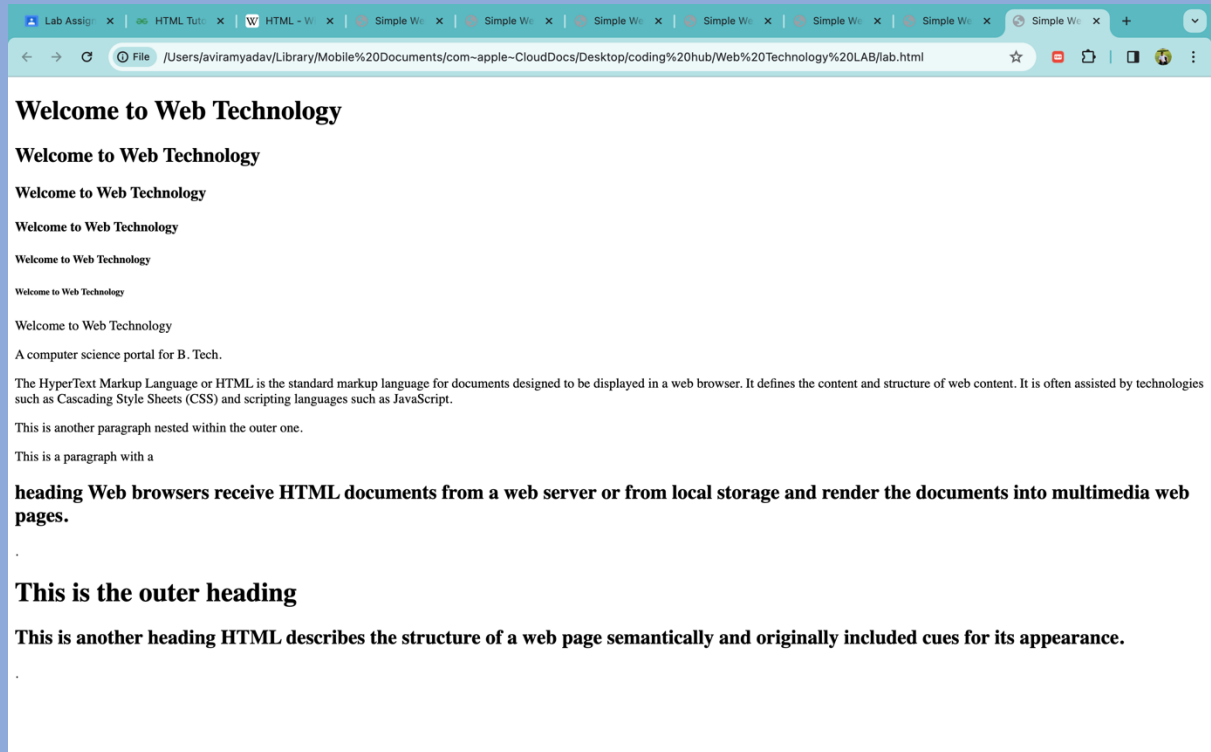 Lab Assign
HTML Tuto
W HTML - Wi
Simple We
Simple We
Simple We
Simple We
Simple We
Simple We
Simple We
File /Users/aviramyadav/Library/Mobile%20Documents/com~apple~CloudDocs/Desktop/coding%20hub/Web%20Technology%20LAB/lab.html
Welcome to Web Technology
Welcome to Web Technology
Welcome to Web Technology
Welcome to Web Technology
Welcome to Web Technology
Welcome to Web Technology
Welcome to Web Technology
A computer science portal for B. Tech.
The HyperText Markup Language or HTML is the standard markup language for documents designed to be displayed in a web browser. It defines the content and structure of web content. It is often assisted by technologies
such as Cascading Style Sheets (CSS) and scripting languages such as JavaScript.
This is another paragraph nested within the outer one.
This is a paragraph with a
heading Web browsers receive HTML documents from a web server or from local storage and render the documents into multimedia web
pages.
.
This is the outer heading
This is another heading HTML describes the structure of a web page semantically and originally included cues for its appearance.
.